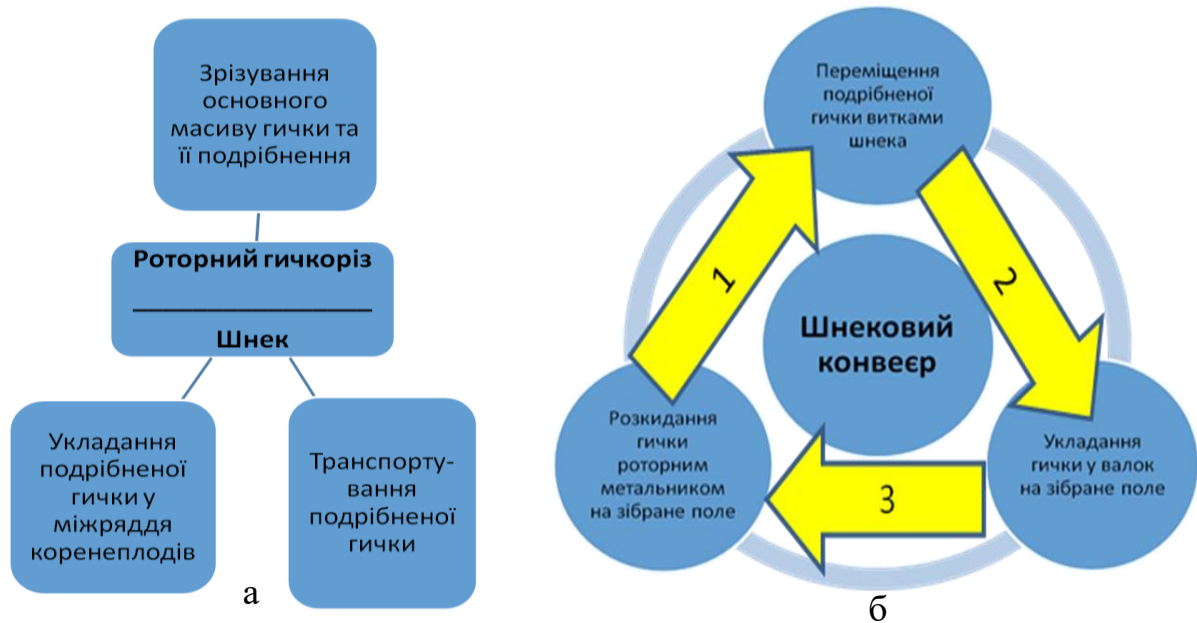 Зрізування
основного
масиву гички та
її подрібнення
Роторний гичкоріз
Шнек
Укладання
подрібненої
гички у
міжряддя
коренеплодів
Транспорту-
вання
подрібненої
гички
а
Переміщення
подрібненої
гички витками
шнека
1
2
Шнековий
конвеєр
Розкидання
гички
роторним
метальником
на зібране поле
3
Укладання
гички у валок
на зібране поле
б